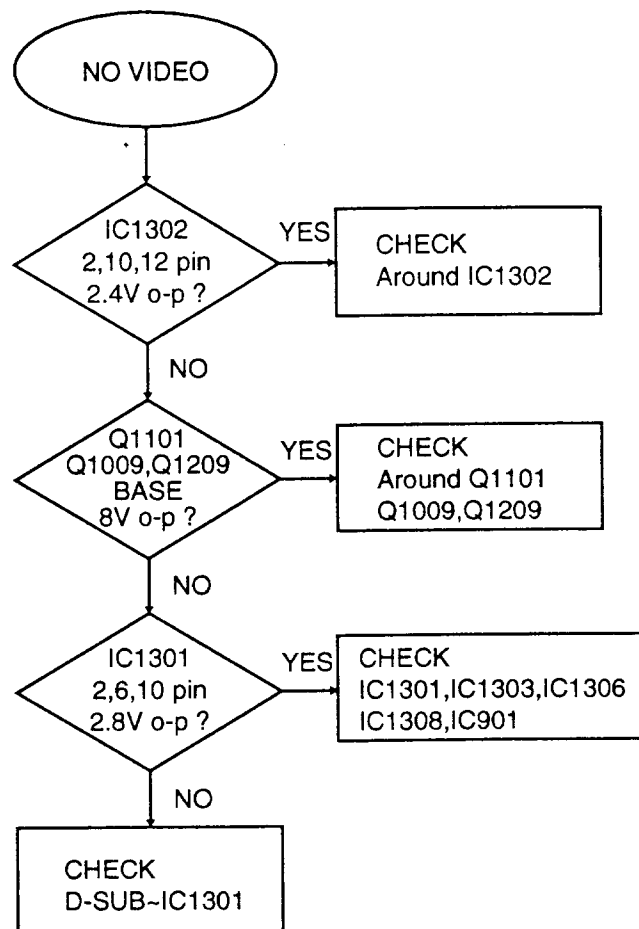 NO VIDEO
IC1302
2,10,12 pin
2.4V o-p ?
YES
CHECK
Around IC1302
NO
Q1101
Q1009,Q1209
BASE
8V o-p ?
YES
CHECK
Around Q1101
Q1009,Q1209
NO
IC1301
2,6,10 pin
2.8V o-p ?
YES
CHECK
IC1301,IC1303,IC1306
IC1308,IC901
NO
CHECK
D-SUB~IC1301